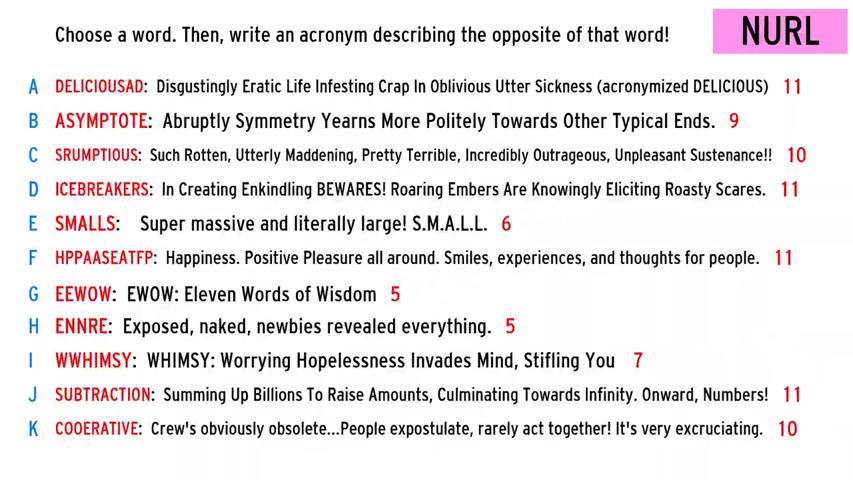 Choose a word. Then, write an acronym describing the opposite of that word!
NURL
A DELICIOUSAD: Disgustingly Eratic Life Infesting Crap In Oblivious Utter Sickness (acronymized DELICIOUS) 11
B ASYMPTOTE: Abruptly Symmetry Yearns More Politely Towards Other Typical Ends. 9
C SRUMPTIOUS: Such Rotten, Utterly Maddening, Pretty Terrible, Incredibly Outrageous, Unpleasant Sustenance!! 10
D ICEBREAKERS: In Creating Enkindling BEWARES! Roaring Embers Are Knowingly Eliciting Roasty Scares. 11
E SMALLS: Super massive and literally large! S.M.A.L.L. 6
F HPPAASEATFP: Happiness. Positive Pleasure all around. Smiles, experiences, and thoughts for people. 11
G EEWOW: EWOW: Eleven Words of Wisdom 5
H ENNRE: Exposed, naked, newbies revealed everything. 5
I WWHIMSY: WHIMSY: Worrying Hopelessness Invades Mind, Stifling You 7
J SUBTRACTION: Summing Up Billions To Raise Amounts, Culminating Towards Infinity. Onward, Numbers! 11
K COOERATIVE: Crew's obviously obsolete...People expostulate, rarely act together! It's very excruciating. 10